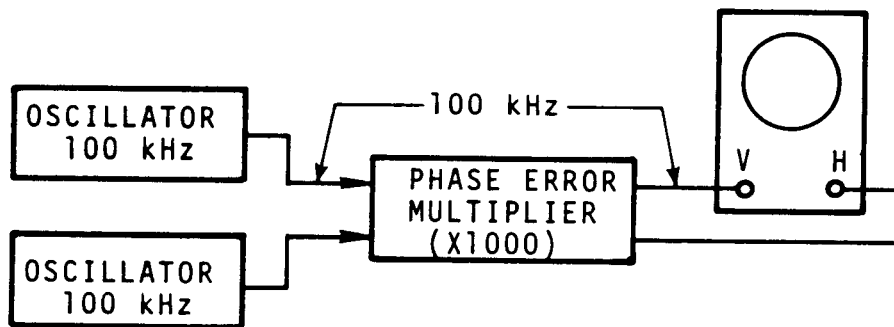 OSCILLATOR
100 kHz
100 kHz
PHASE ERROR
MULTIPLIER
(X1000)
V H
OSCILLATOR
100 kHz